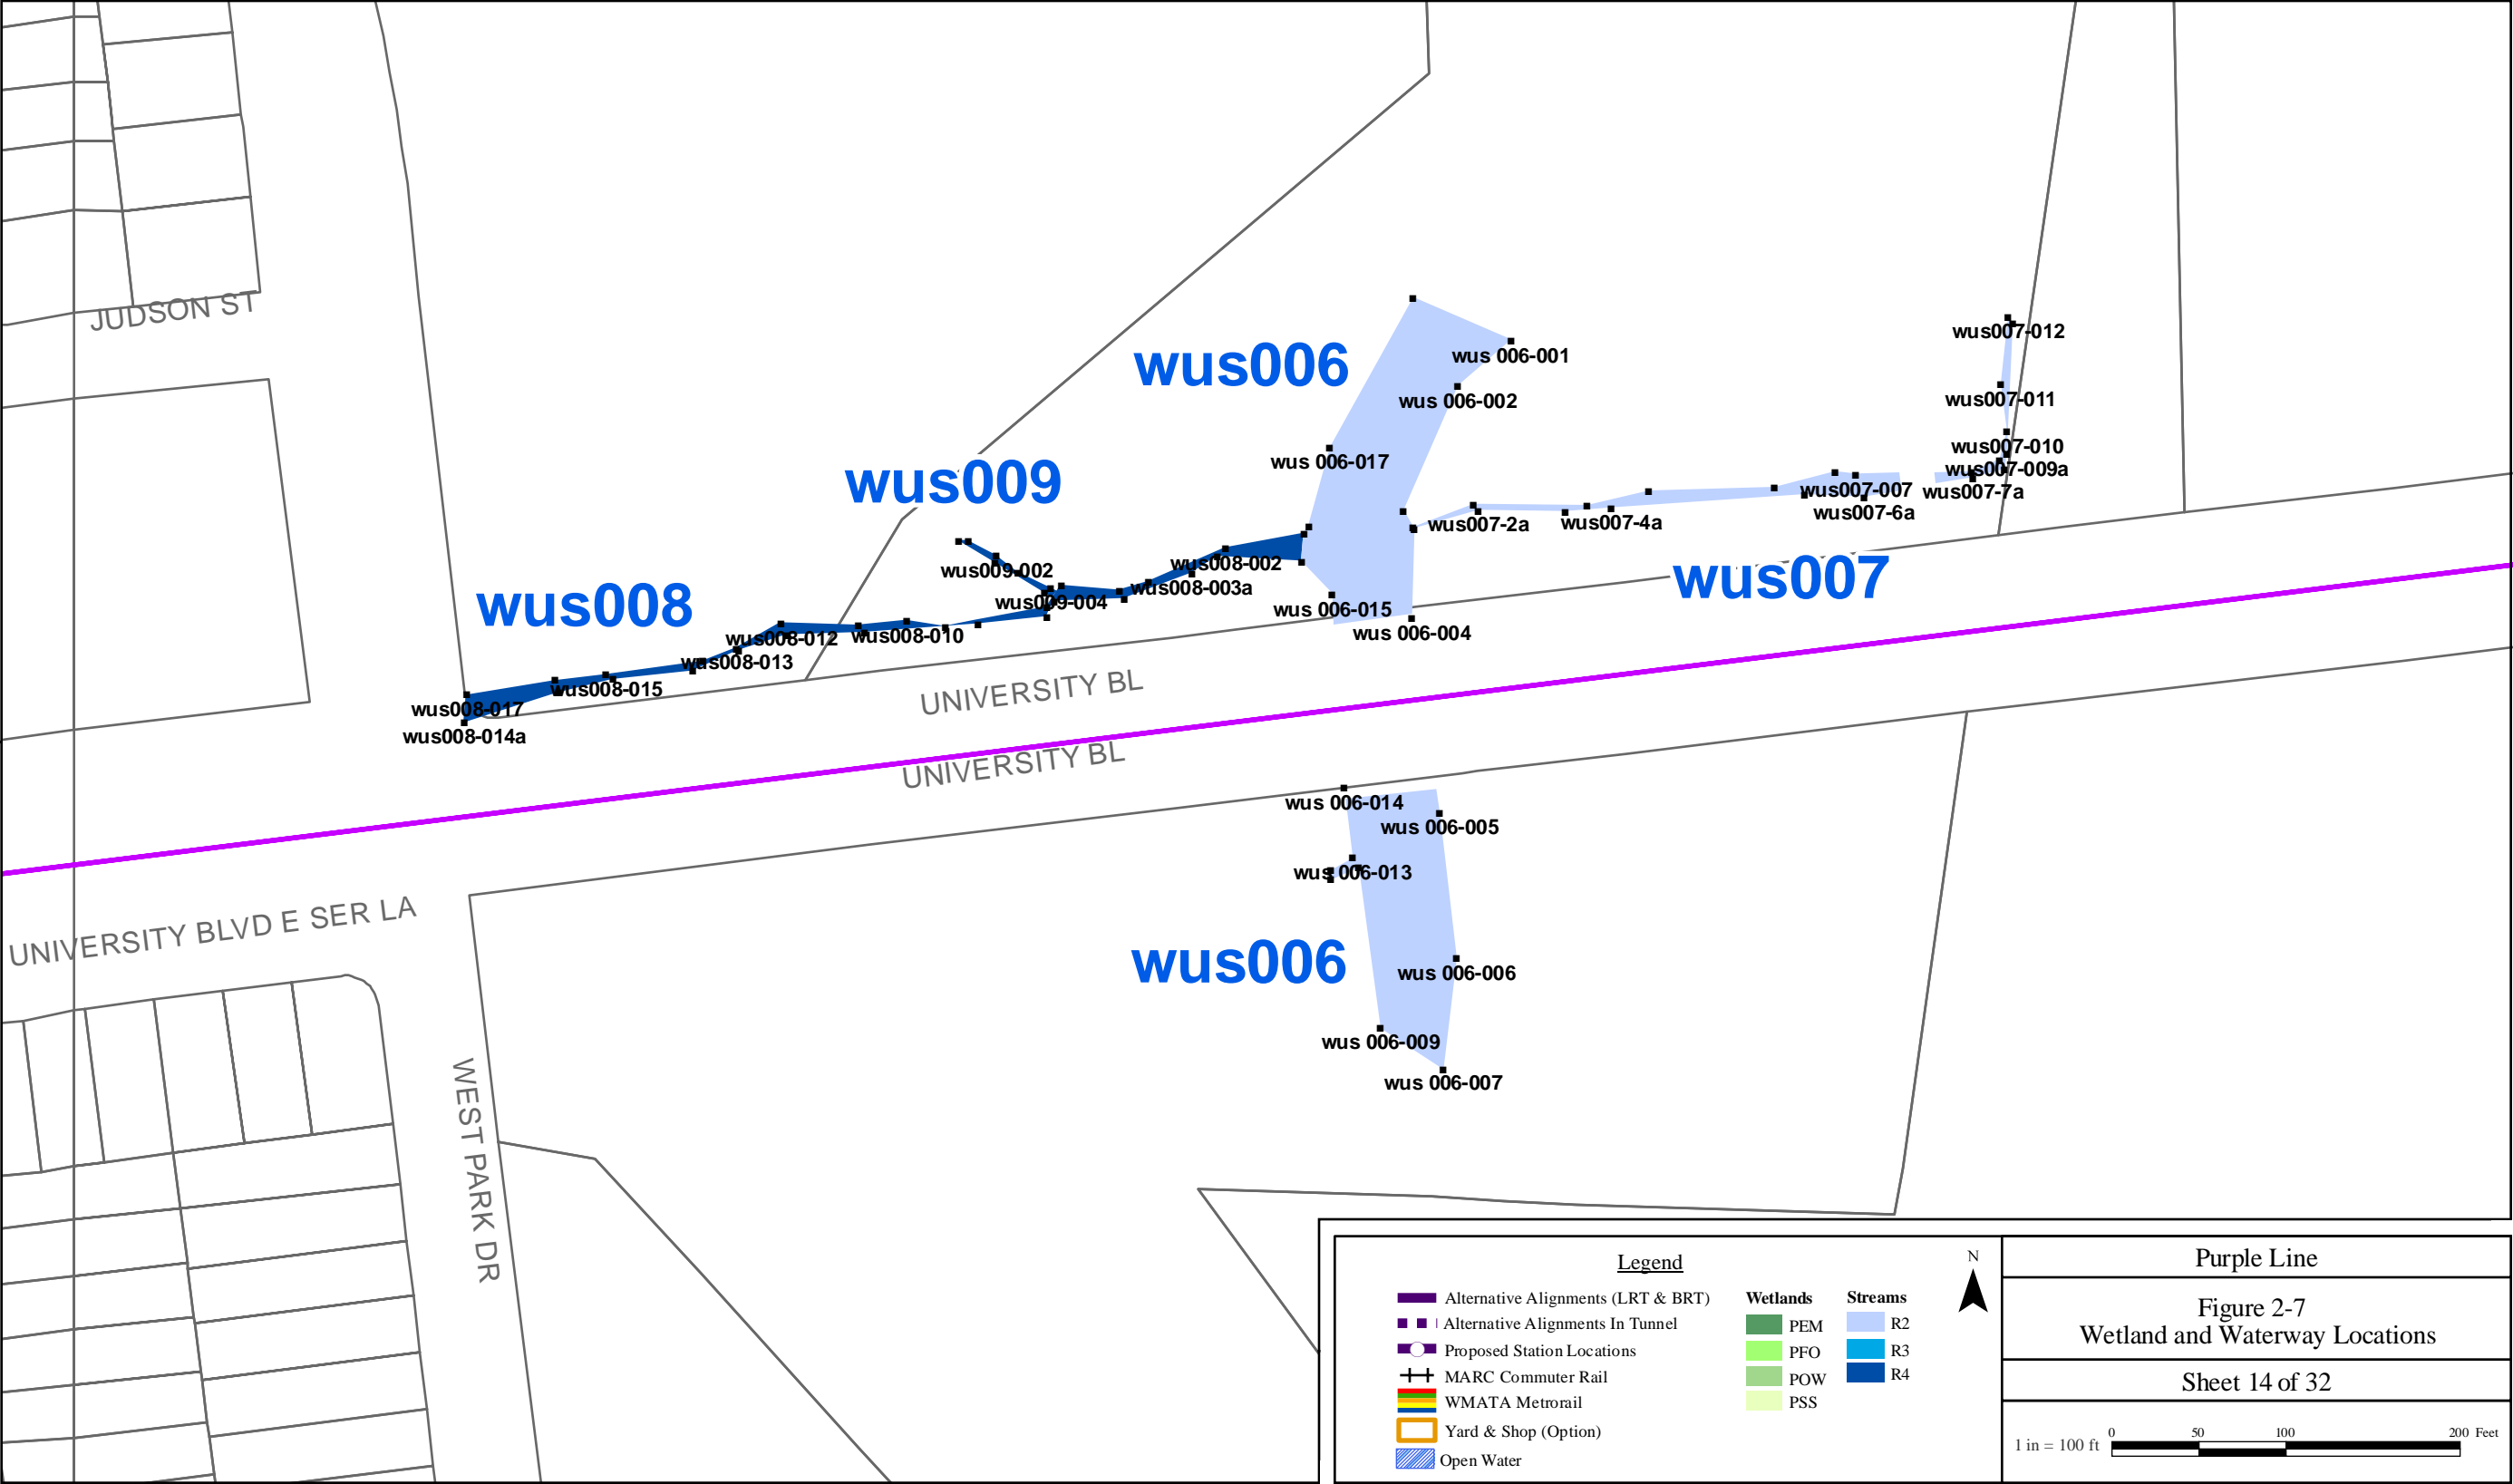 JUDSON ST
wus007-012
wus006
wus 006-001
wus007-011
wus 006-002
wus007-010
wus 006-017
wus007-009a
wus009
wus007-007
wus007-7a
wus007-6a
wus007-2a
wus007-4a
wus008-002
wus009-002
wus007
wus008-003a
wus008
wus009-004
wus 006-015
wus 006-004
wus008-012
wus008-010
wus008-013
wus008-015
UNIVERSITY BL
wus008-017
wus008-014a
UNIVERSITY BL
wus 006-014
wus 006-005
wus 006-013
UNIVERSITY BLVD E SER LA
wus006
wus 006-006
wus 006-009
wus 006-007
WEST PARK DR
Legend
Alternative Alignments (LRT & BRT)
Alternative Alignments In Tunnel
Proposed Station Locations
MARC Commuter Rail
WMATA Metrorail
Yard & Shop (Option)
Open Water
Wetlands
PEM
PFO
POW
PSS
Streams
R2
R3
R4
N
Purple Line
Figure 2-7
Wetland and Waterway Locations
Sheet 14 of 32
1 in = 100 ft
0 50 100 200 Feet